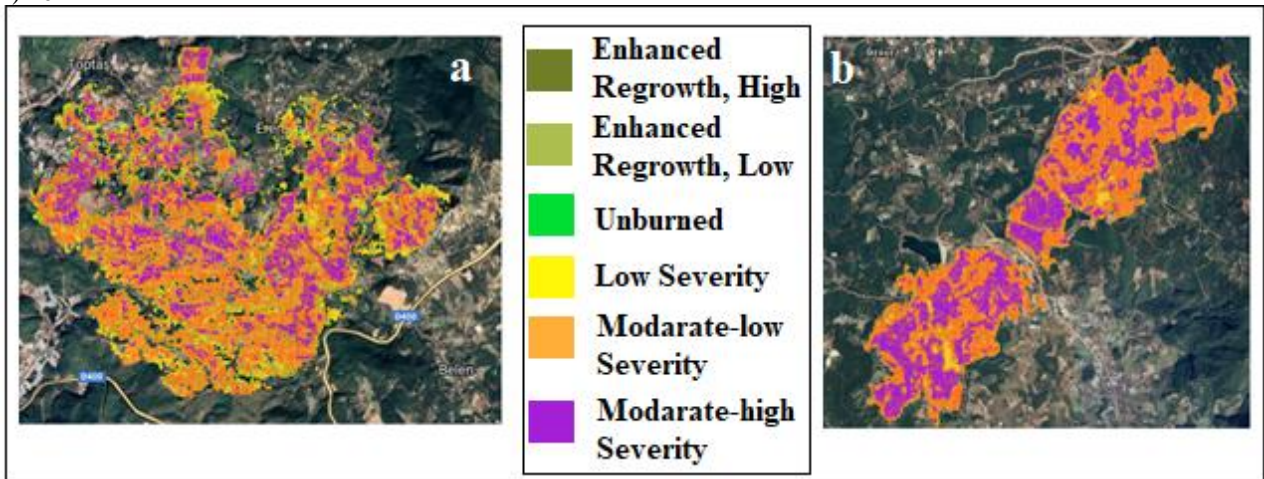 a
Toptaş
D400
D400
Belen
Enhanced
Regrowth, High
Enhanced
Regrowth, Low
Unburned
Low Severity
Modarate-low
Severity
Modarate-high
Severity
b